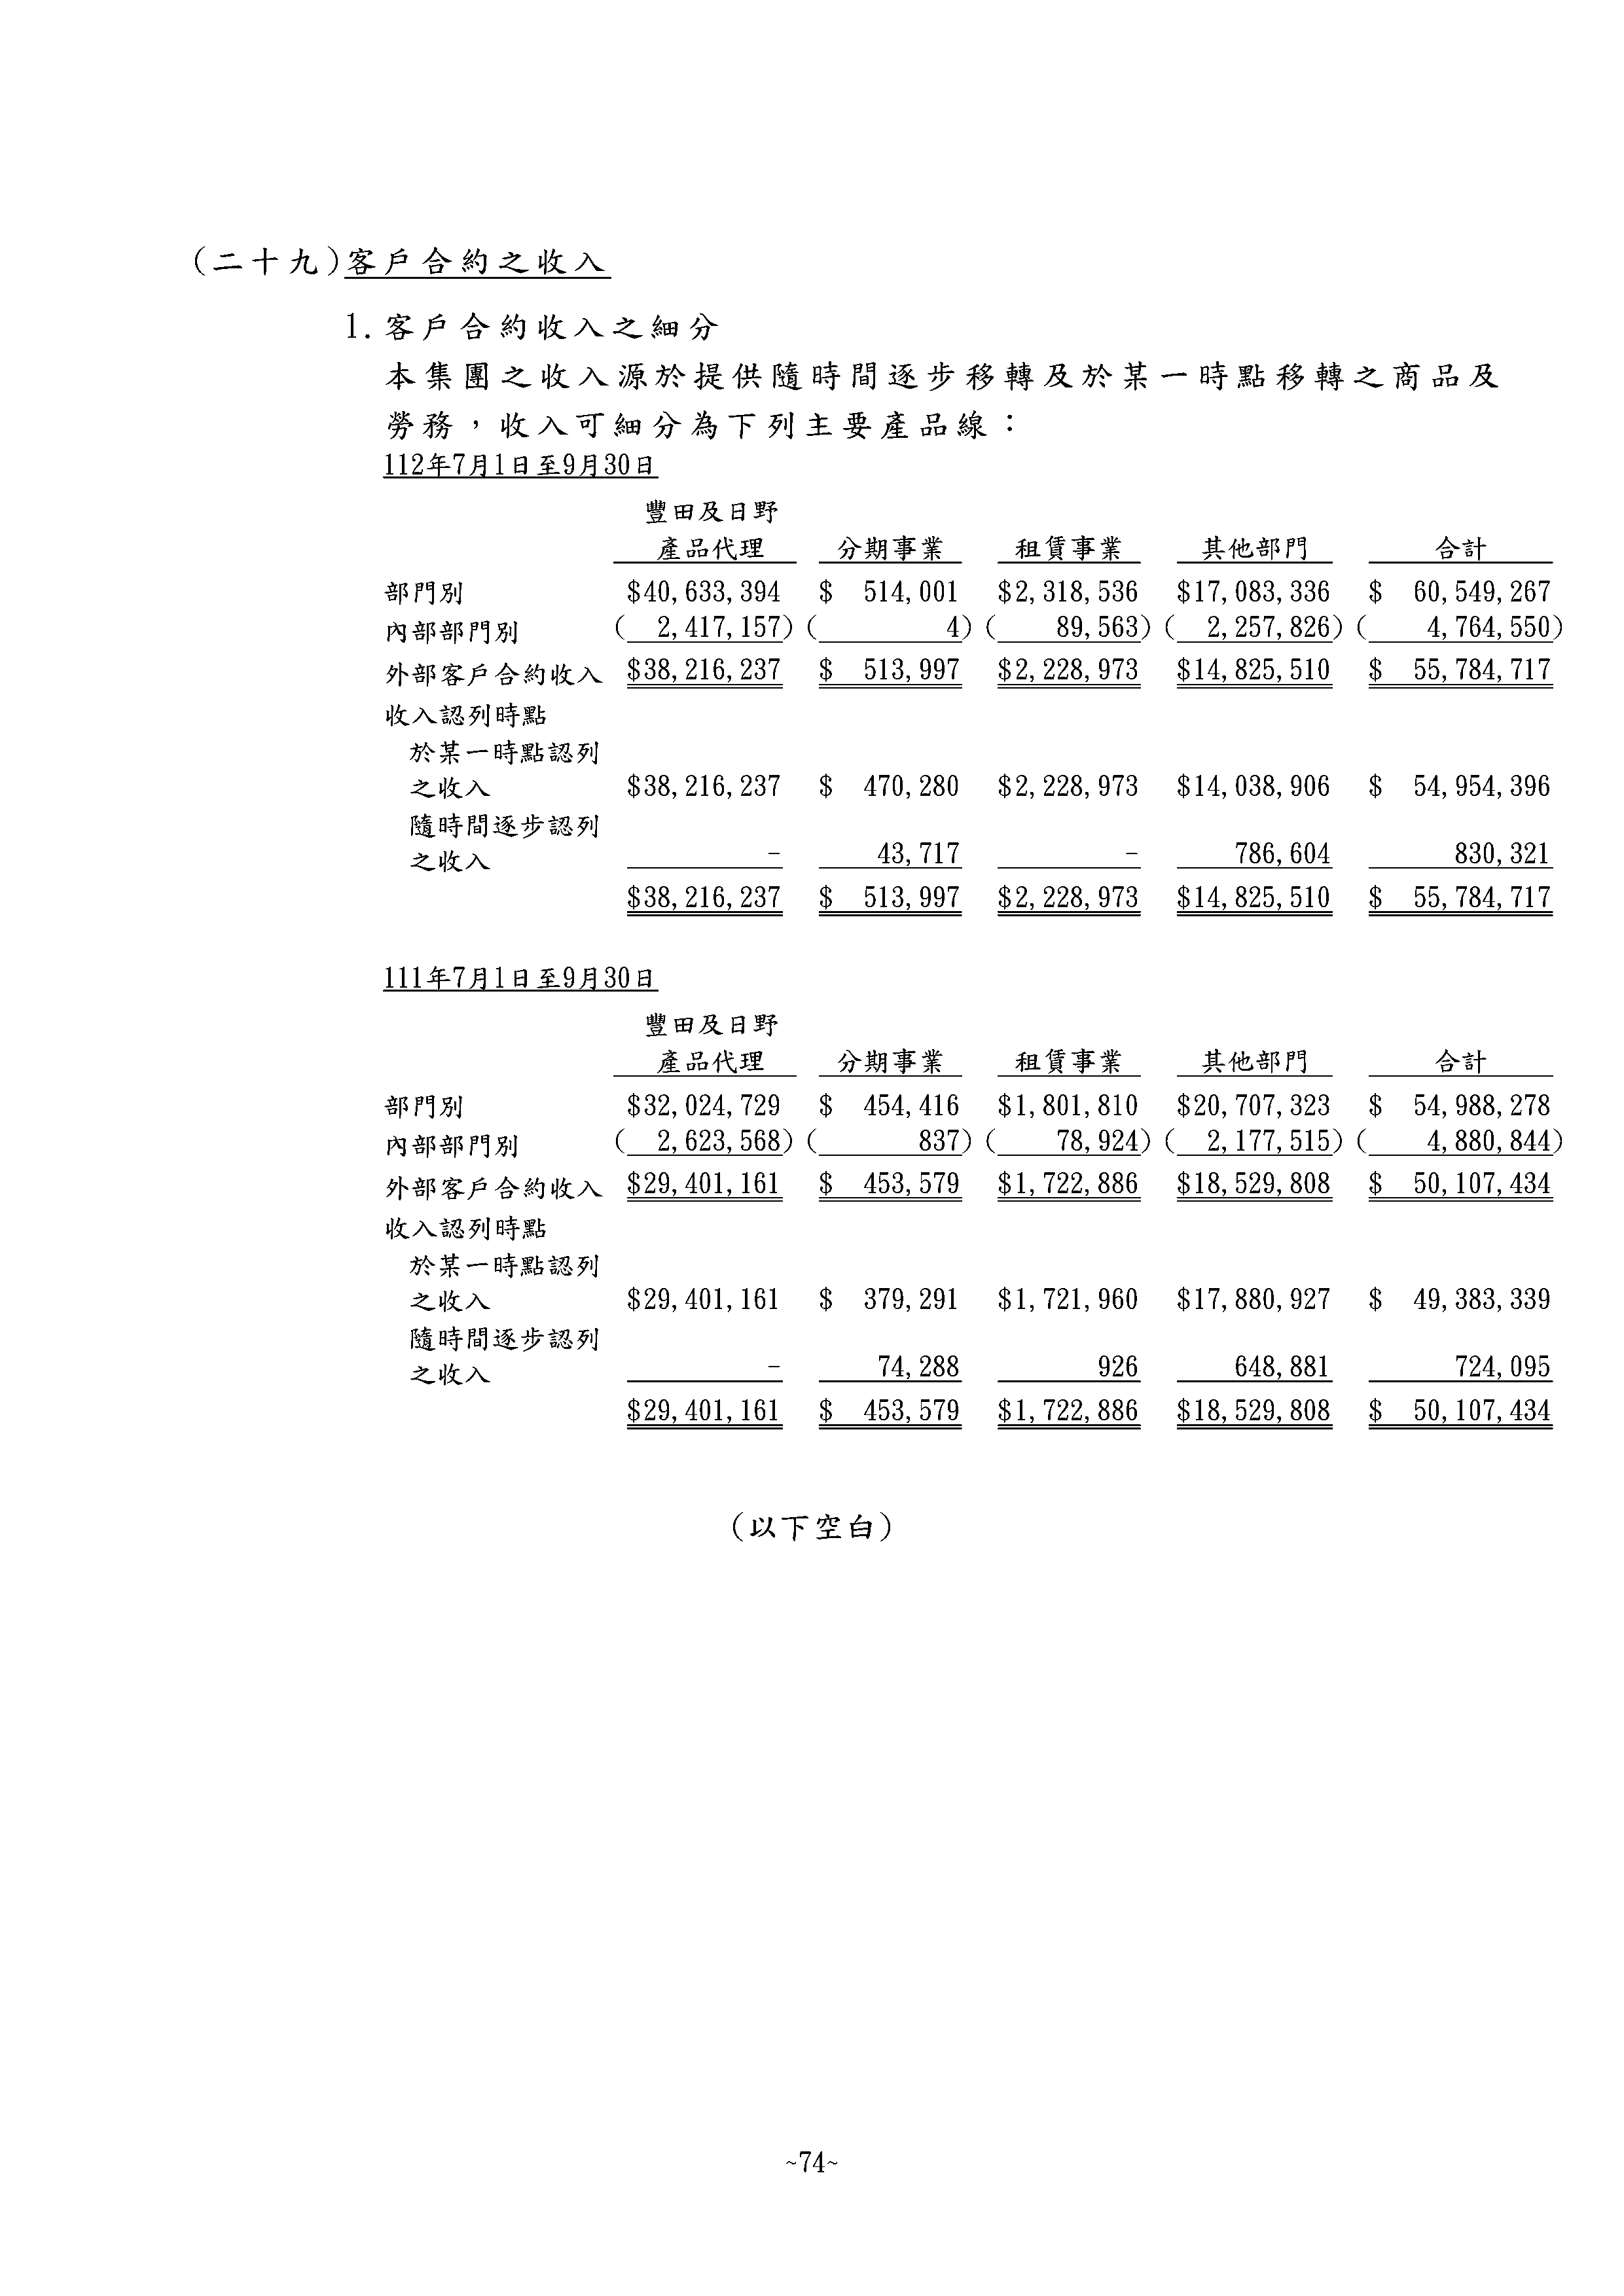 (二十九)客戶合約之收入
1.客戶合約收入之細分
本集團之收入源於提供隨時間逐步移轉及於某一時點移轉之商品及
勞務，收入可細分為下列主要產品線：
112年7月1日至9月30日
豐田及日野
產品代理 分期事業 租賃事業 其他部門 合計
部門別 $40,633,394 $ 514,001 $2,318,536 $17,083,336 $ 60,549,267
內部部門別 ( 2,417,157) ( 4) ( 89,563) ( 2,257,826) ( 4,764,550)
外部客戶合約收入 $38,216,237 $ 513,997 $2,228,973 $14,825,510 $ 55,784,717
收入認列時點
於某一時點認列
之收入 $38,216,237 $ 470,280 $2,228,973 $14,038,906 $ 54,954,396
隨時間逐步認列
之收入 - 43,717 - 786,604 830,321
$38,216,237 $ 513,997 $2,228,973 $14,825,510 $ 55,784,717
111年7月1日至9月30日
豐田及日野
產品代理 分期事業 租賃事業 其他部門 合計
部門別 $32,024,729 $ 454,416 $1,801,810 $20,707,323 $ 54,988,278
內部部門別 ( 2,623,568) ( 837) ( 78,924) ( 2,177,515) ( 4,880,844)
外部客戶合約收入 $29,401,161 $ 453,579 $1,722,886 $18,529,808 $ 50,107,434
收入認列時點
於某一時點認列
之收入 $29,401,161 $ 379,291 $1,721,960 $17,880,927 $ 49,383,339
隨時間逐步認列
之收入 - 74,288 926 648,881 724,095
$29,401,161 $ 453,579 $1,722,886 $18,529,808 $ 50,107,434
(以下空白)
~74~